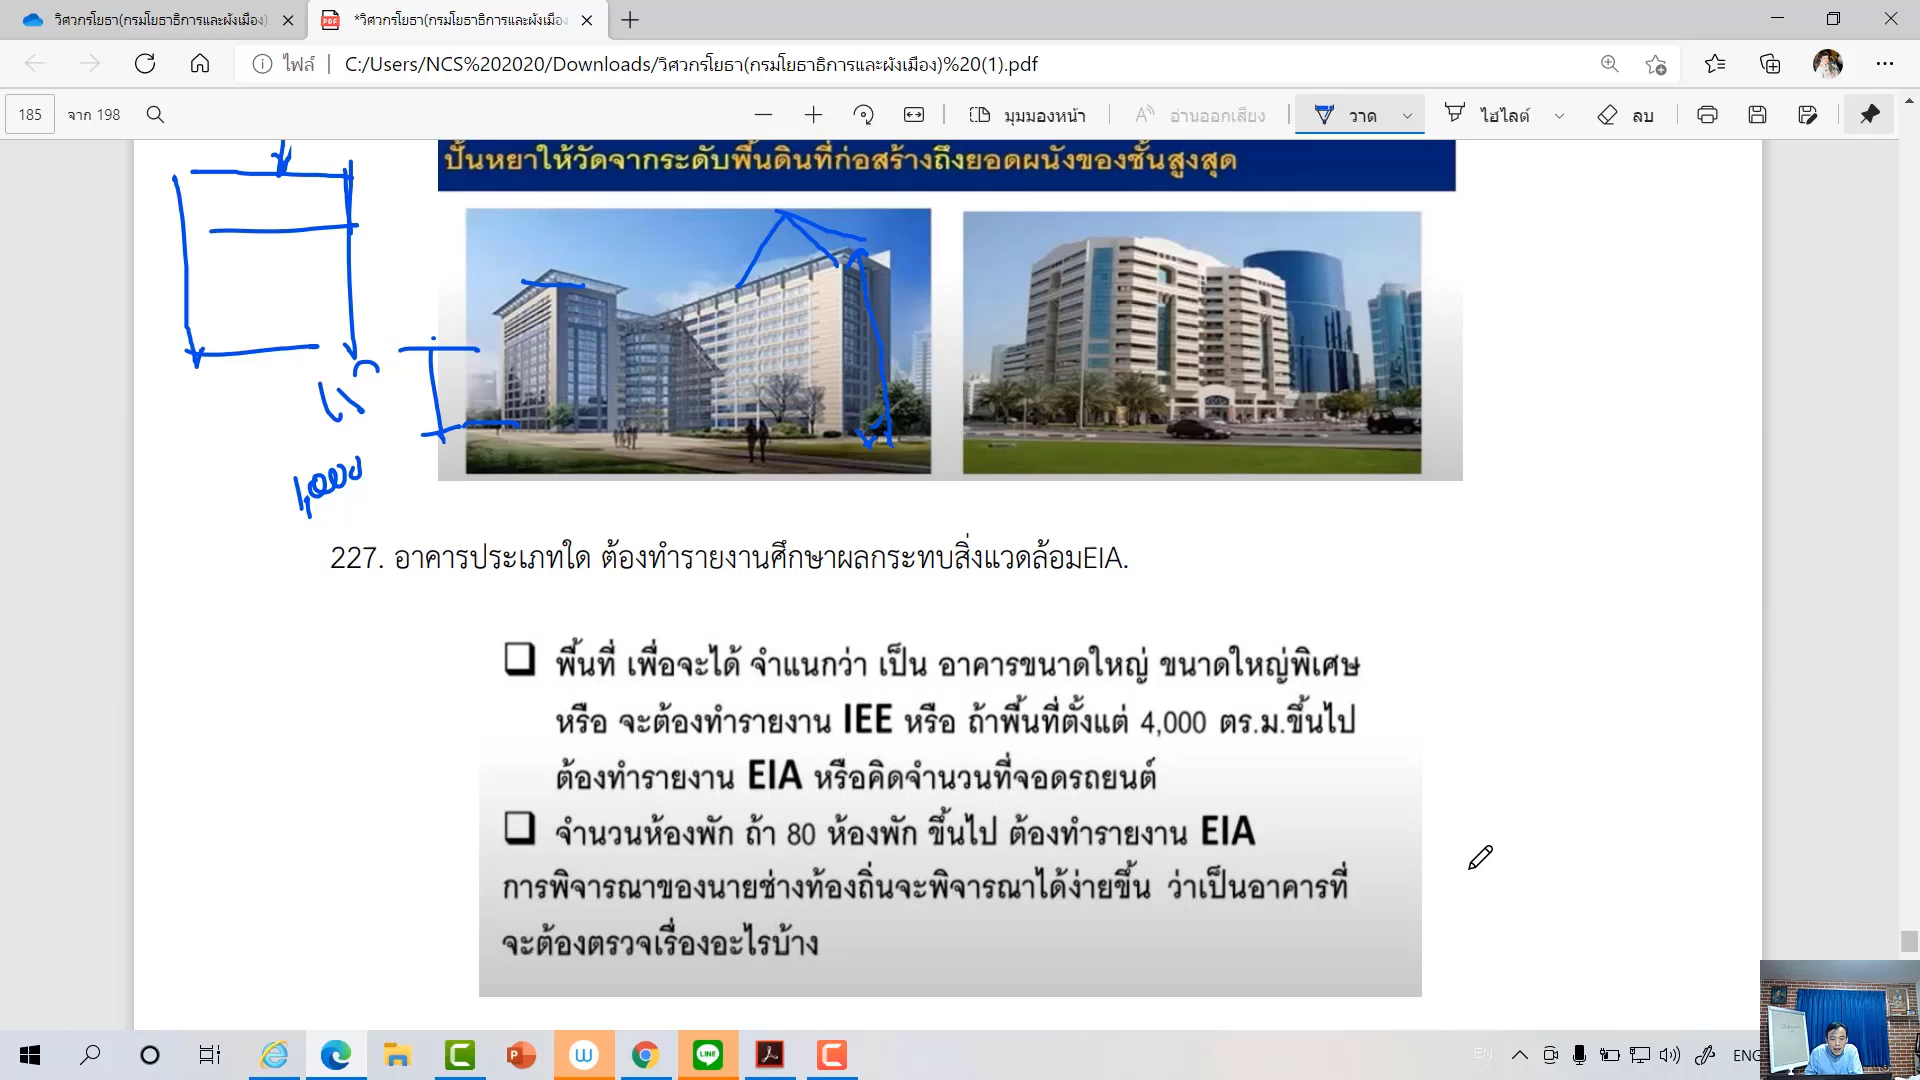 วิศวกรโยธา(กรมโยธาธิการและผังเมือง)
*วิศวกรโยธา(กรมโยธาธิการและผังเมือง
ไฟล์
C:/Users/NCS%202020/Downloads/วิศวกรโยธา(กรมโยธาธิการและผังเมือง)%20(1).pdf
185 จาก 198
มุมมองหน้า
อ่านออกเสียง
วาด
ไฮไลต์
ลบ
ปั้นหยาให้วัดจากระดับพื้นดินที่ก่อสร้างถึงยอดผนังของชั้นสูงสุด
1,000
227. อาคารประเภทใด ต้องทำรายงานศึกษาผลกระทบสิ่งแวดล้อมEIA.
พื้นที่ เพื่อจะได้ จำแนกว่า เป็น อาคารขนาดใหญ่ ขนาดใหญ่พิเศษ
หรือ จะต้องทำรายงาน IEE หรือ ถ้าพื้นที่ตั้งแต่ 4,000 ตร.ม.ขึ้นไป
ต้องทำรายงาน EIA หรือคิดจำนวนที่จอดรถยนต์
จำนวนห้องพัก ถ้า 80 ห้องพัก ขึ้นไป ต้องทำรายงาน EIA
การพิจารณาของนายช่างท้องถิ่นจะพิจารณาได้ง่ายขึ้น ว่าเป็นอาคารที่
จะต้องตรวจเรื่องอะไรบ้าง
EN
ENG